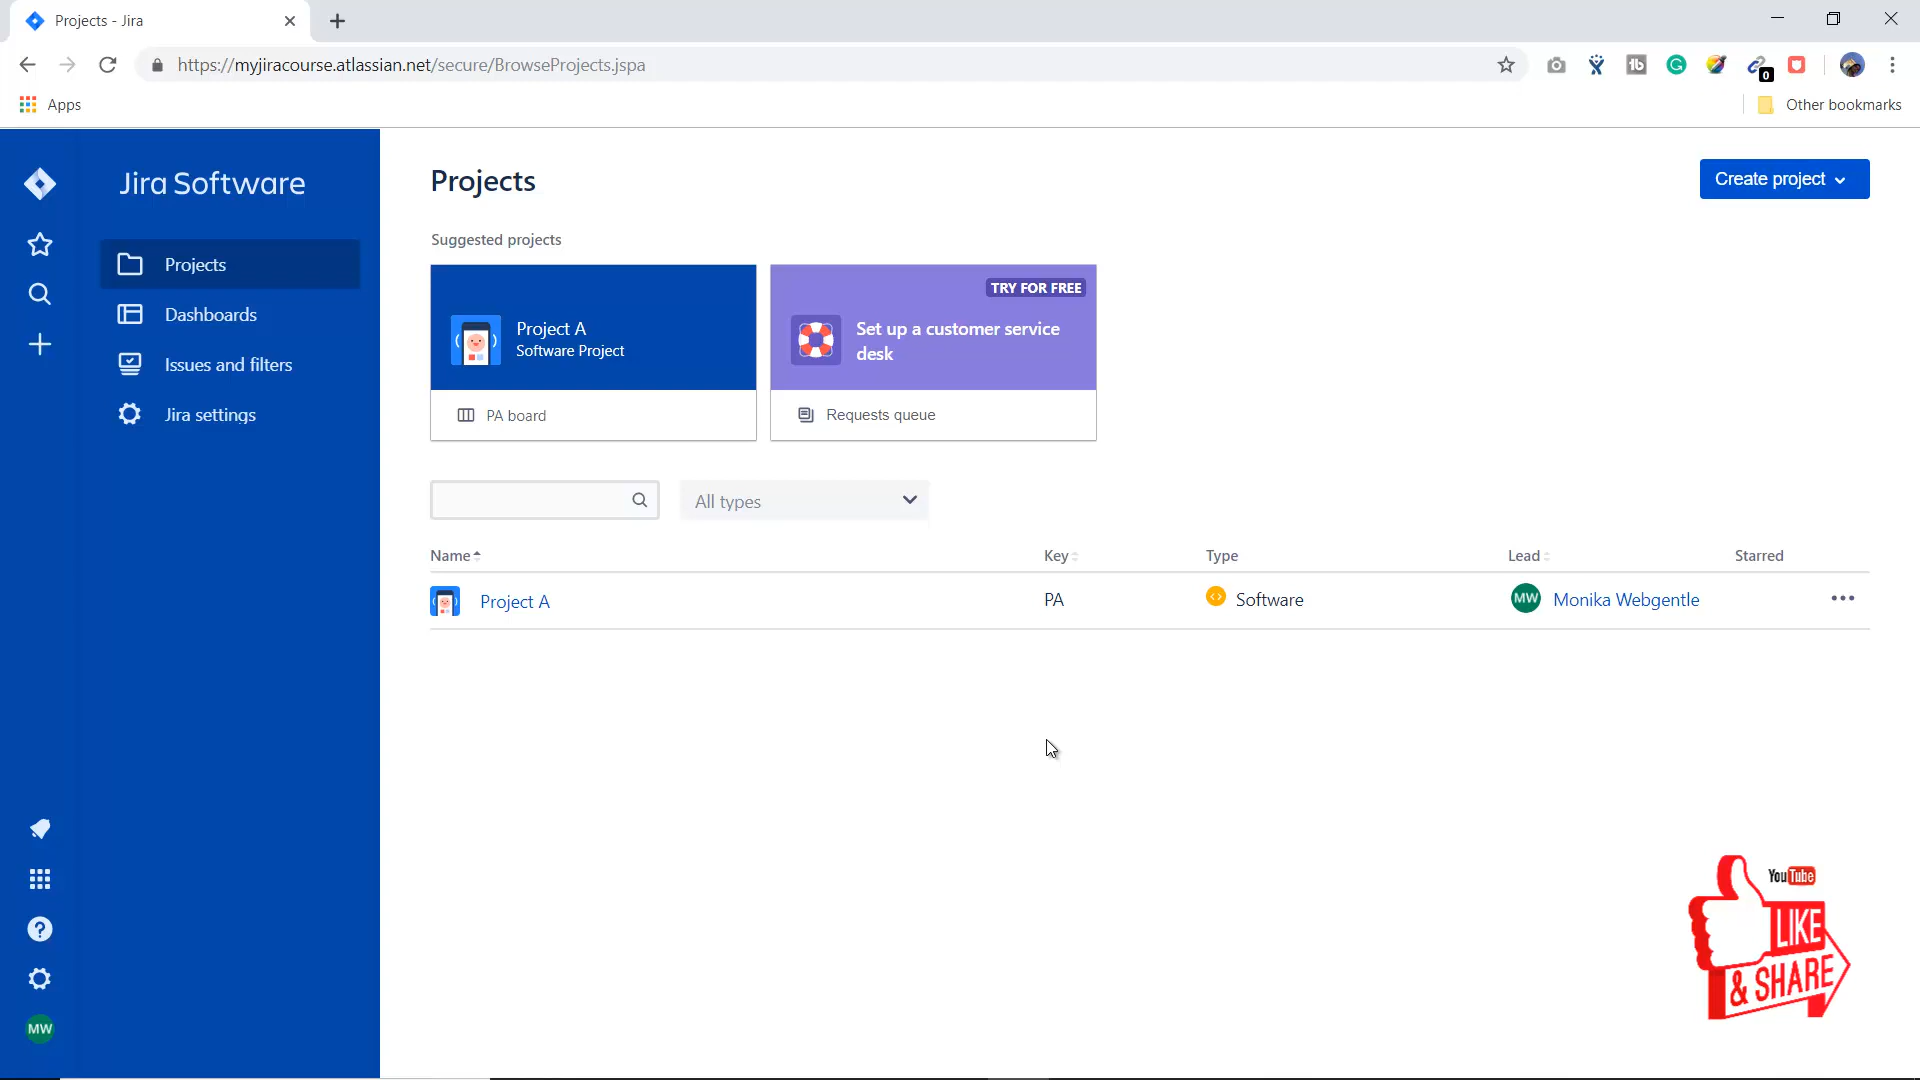 Projects - Jira
https://myjiracourse.atlassian.net/secure/BrowseProjects.jspa
1b
0
Apps
Other bookmarks
Jira Software
Projects
Dashboards
Issues and filters
Jira settings
MW
Projects
Create project
Suggested projects
Project A
Software Project
PA board
TRY FOR FREE
Set up a customer service
desk
Requests queue
All types
Name
Key
Type
Lead
Starred
Project A
PA
Software
MW
Monika Webgentle
YouTube
LIKE
& SHARE